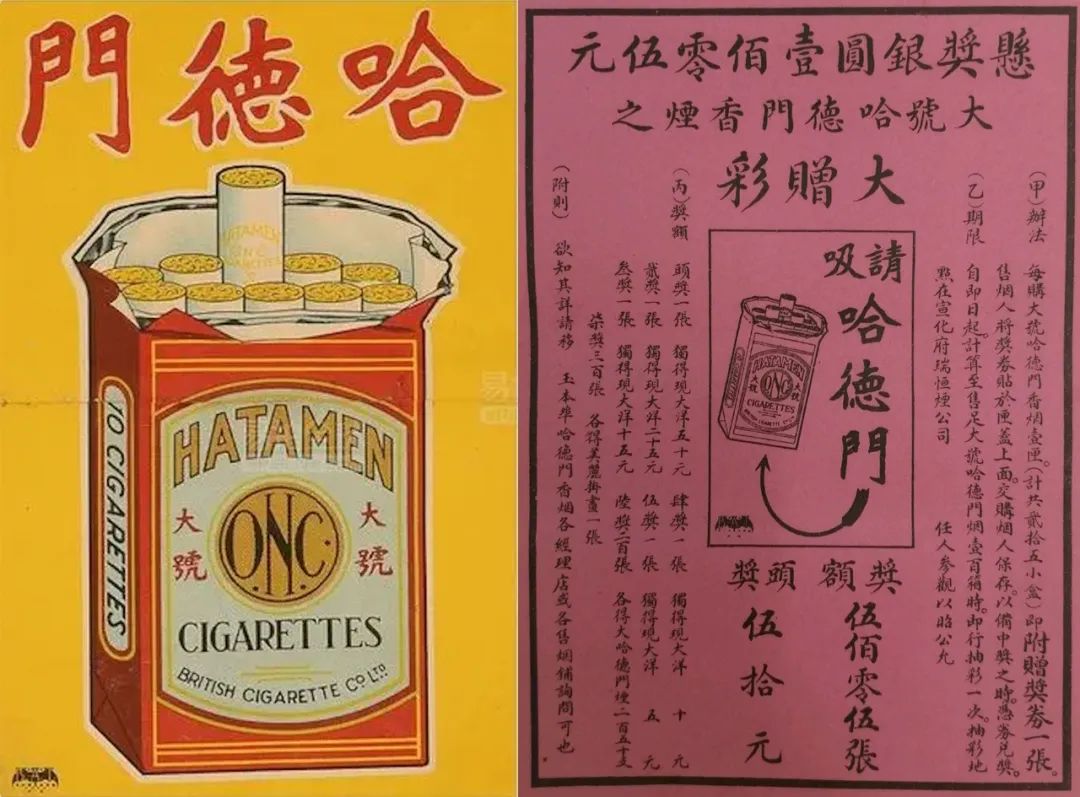 哈德門
HATAMEN
O.N.C.
CIGARETTES
10 CIGARETTES
HATAMEN
大號
O.N.C.
大號
CIGARETTES
BRITISH CIGARETTE CO LTD
懸獎銀圓壹佰零伍元
大號哈德門香煙之
大贈彩
(甲)辦法 每購大號哈德門香烟壹匣。(計共貳拾五小盒)即附贈獎券一張。
售烟人將獎券貼於匣蓋上面。交購烟人保存。以備中獎之時。憑券兌獎。
(乙)期限 自即日起。計算至售足大號哈德門烟壹百箱時。即行抽彩一次。抽彩地
點在宣化府瑞恒煙公司 任人參觀以昭公允
請吸
哈德門
HATAMEN
大號
ONC
大號
CIGARETTES
獎額
伍佰零伍張
頭獎
伍拾元
(丙)獎額 頭獎一張 獨得現大洋五十元 肆獎一張 獨得現大洋 十元
貳獎一張 獨得現大洋二十五元 伍獎一張 獨得現大洋 五元
叁獎一張 獨得現大洋十五元 陸獎二百張 各得大哈德門煙二百五十支
柒獎三百張 各得美麗掛畫一張
(附則) 欲知其詳請移 玉本埠哈德門香烟各經理店或各售烟鋪詢問可也